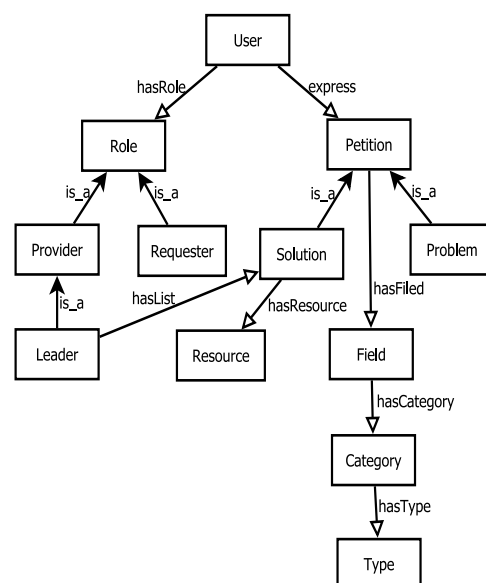 User
hasRole
express
Role
Petition
is_a
is_a
is_a
is_a
Provider
Requester
Solution
Problem
is_a
hasList
hasResource
hasFiled
Leader
Resource
Field
hasCategory
Category
hasType
Type